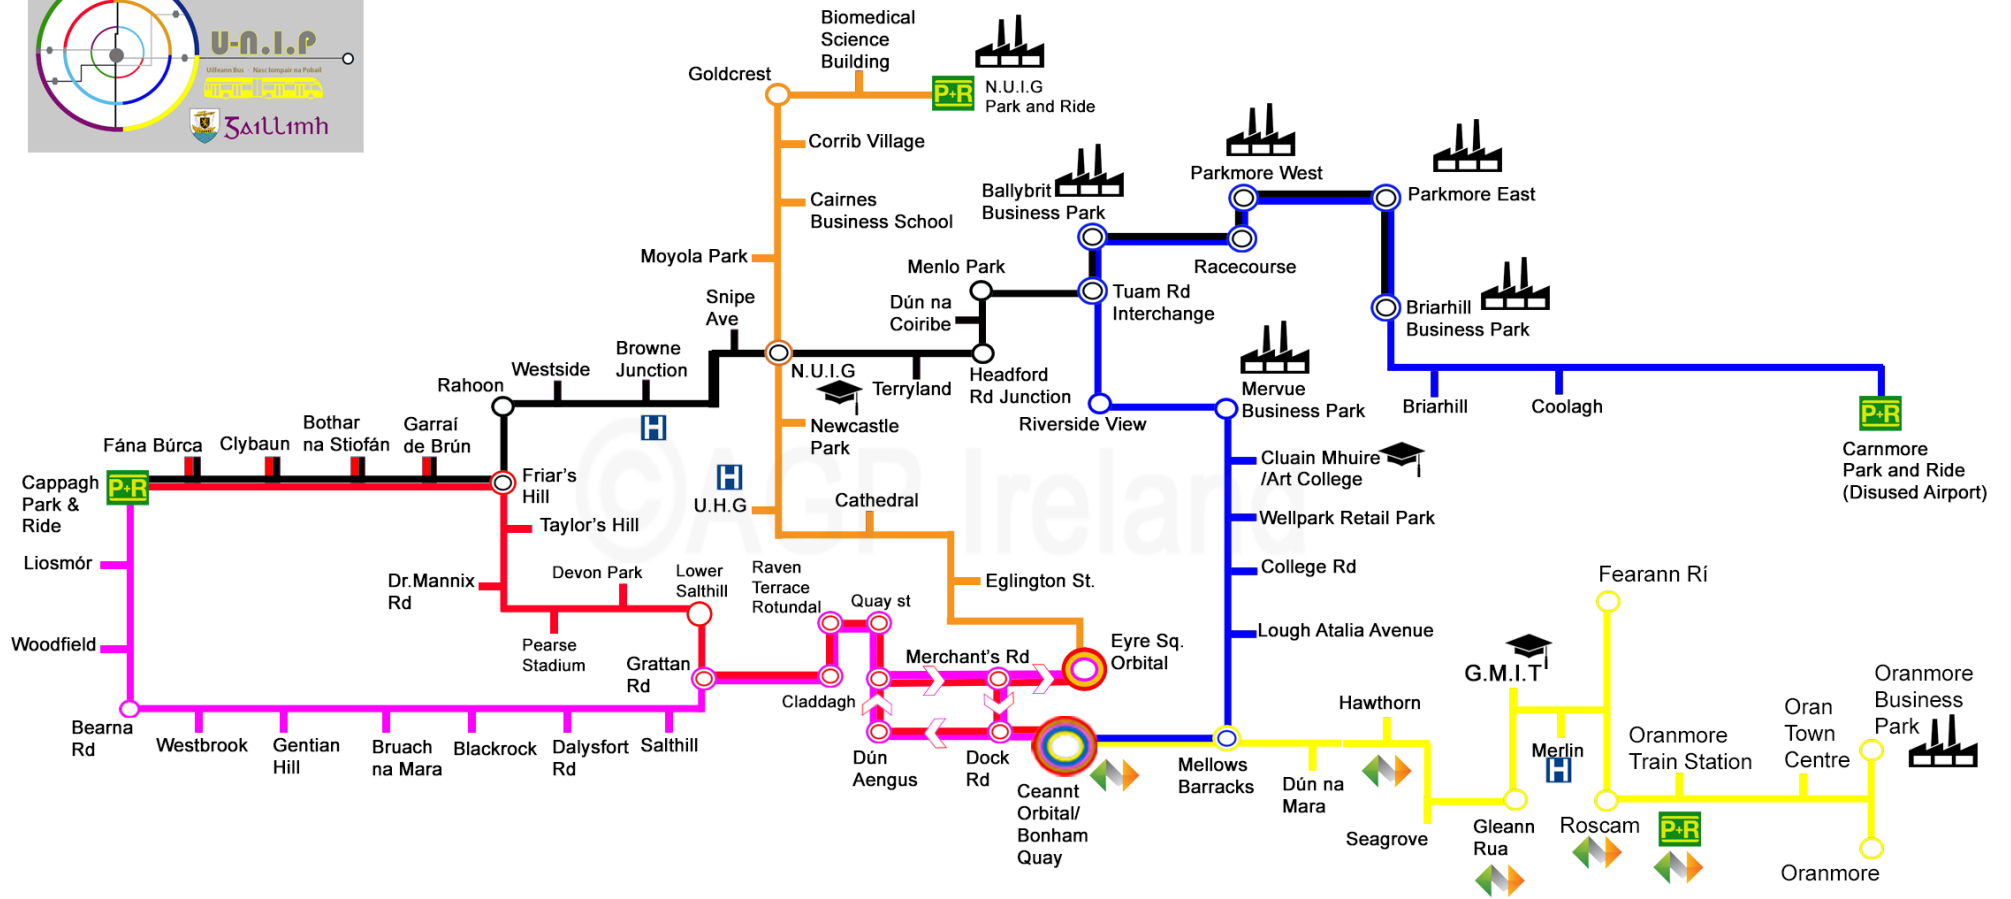 U-N.I.P
Uilleann Bus - Nasc Iompair na Pobail
Gaillimh
Biomedical
Science
Building
Goldcrest
P+R
N.U.I.G
Park and Ride
Corrib Village
Cairnes
Business School
Moyola Park
Parkmore West
Parkmore East
Ballybrit
Business Park
Racecourse
Menlo Park
Tuam Rd
Interchange
Dún na
Coiribe
Briarhill
Business Park
Snipe
Ave
Browne
Junction
Westside
Rahoon
N.U.I.G
Terryland
Headford
Rd Junction
Riverside View
Mervue
Business Park
Briarhill
Coolagh
P+R
Carnmore
Park and Ride
(Disused Airport)
H
Newcastle
Park
Fána Búrca
Clybaun
Bothar
na Stiofán
Garraí
de Brún
Cappagh
Park &
Ride
P+R
Friar's
Hill
H
U.H.G
Cathedral
Cluain Mhuire
/Art College
Wellpark Retail Park
College Rd
Lough Atalia Avenue
Taylor's Hill
Dr.Mannix
Rd
Devon Park
Lower
Salthill
Pearse
Stadium
Raven
Terrace
Rotundal
Quay st
Eglington St.
Eyre Sq.
Orbital
Merchant's Rd
Liosmór
Woodfield
Grattan
Rd
Claddagh
Bearna
Rd
Westbrook
Gentian
Hill
Bruach
na Mara
Blackrock
Dalysfort
Rd
Salthill
Dún
Aengus
Dock
Rd
Ceannt
Orbital/
Bonham
Quay
Mellows
Barracks
Dún na
Mara
Hawthorn
Seagrove
G.M.I.T
Gleann
Rua
Merlin
H
Fearann Rí
Roscam
Oranmore
Train Station
P+R
Oran
Town
Centre
Oranmore
Business
Park
Oranmore
©AGP Ireland